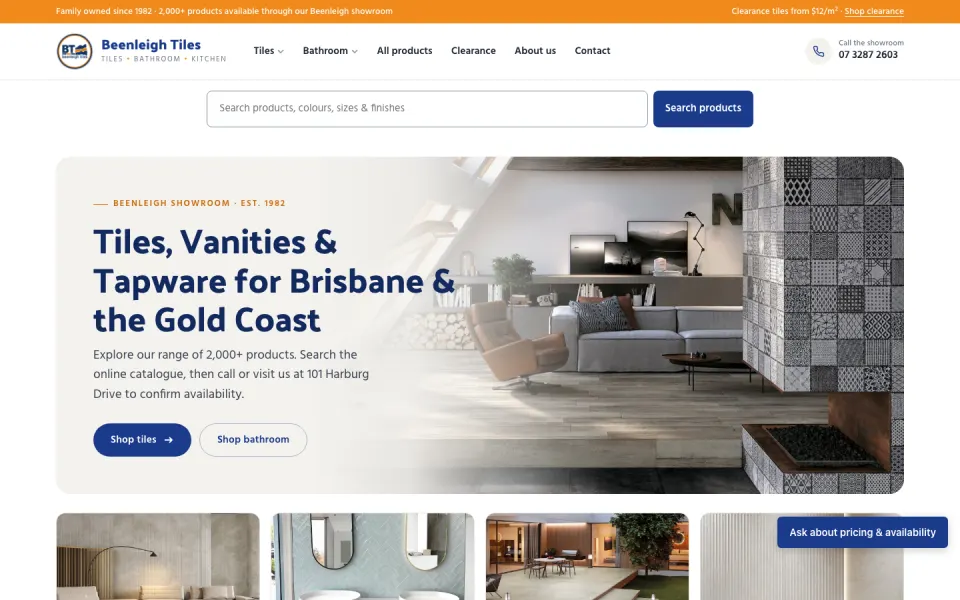 Family owned since 1982 · 2,000+ products available through our Beenleigh showroom
Clearance tiles from $12/m² · Shop clearance
BT
Beenleigh Tiles
TILES • BATHROOM • KITCHEN
Tiles
Bathroom
All products
Clearance
About us
Contact
Call the showroom
07 3287 2603
Search products, colours, sizes & finishes
Search products
BEENLEIGH SHOWROOM · EST. 1982
Tiles, Vanities &
Tapware for Brisbane &
the Gold Coast
Explore our range of 2,000+ products. Search the
online catalogue, then call or visit us at 101 Harburg
Drive to confirm availability.
Shop tiles →
Shop bathroom
N
Ask about pricing & availability